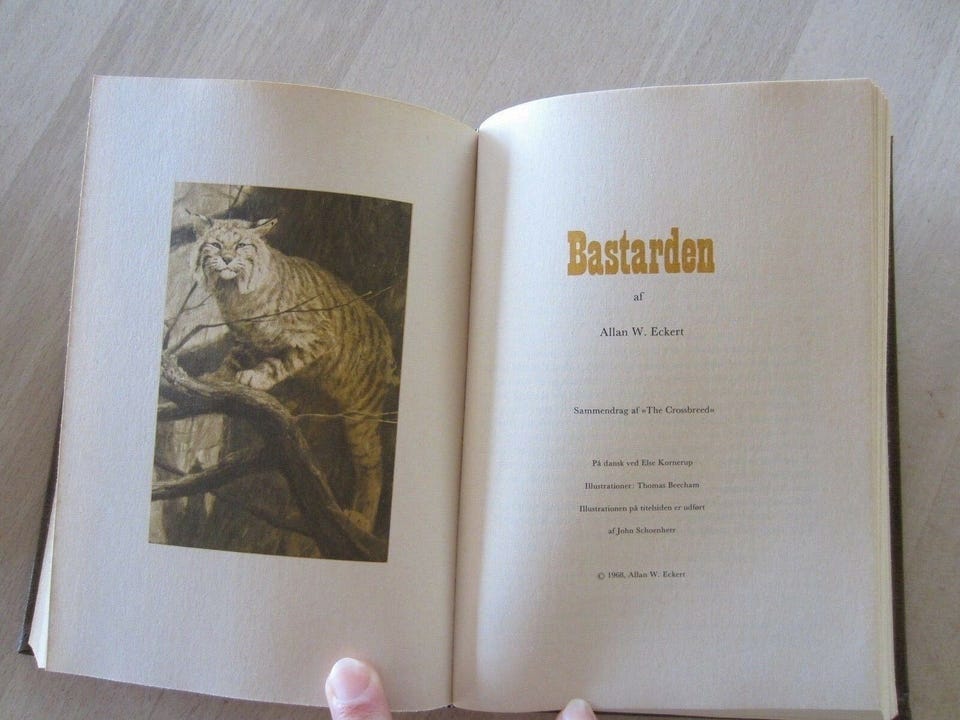 Bastarden
af
Allan W. Eckert
Sammendrag af »The Crossbreed«
På dansk ved Else Kornerup
Illustrationer: Thomas Beecham
Illustrationen på titelsiden er udført
af John Schoenherr
© 1968, Allan W. Eckert